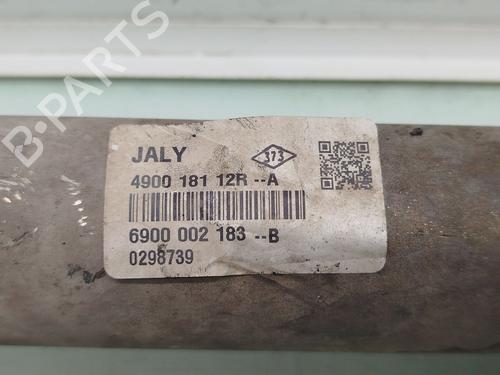 B-PARTS
JALY
373
4900 181 12R --A
6900 002 183 --B
0298739